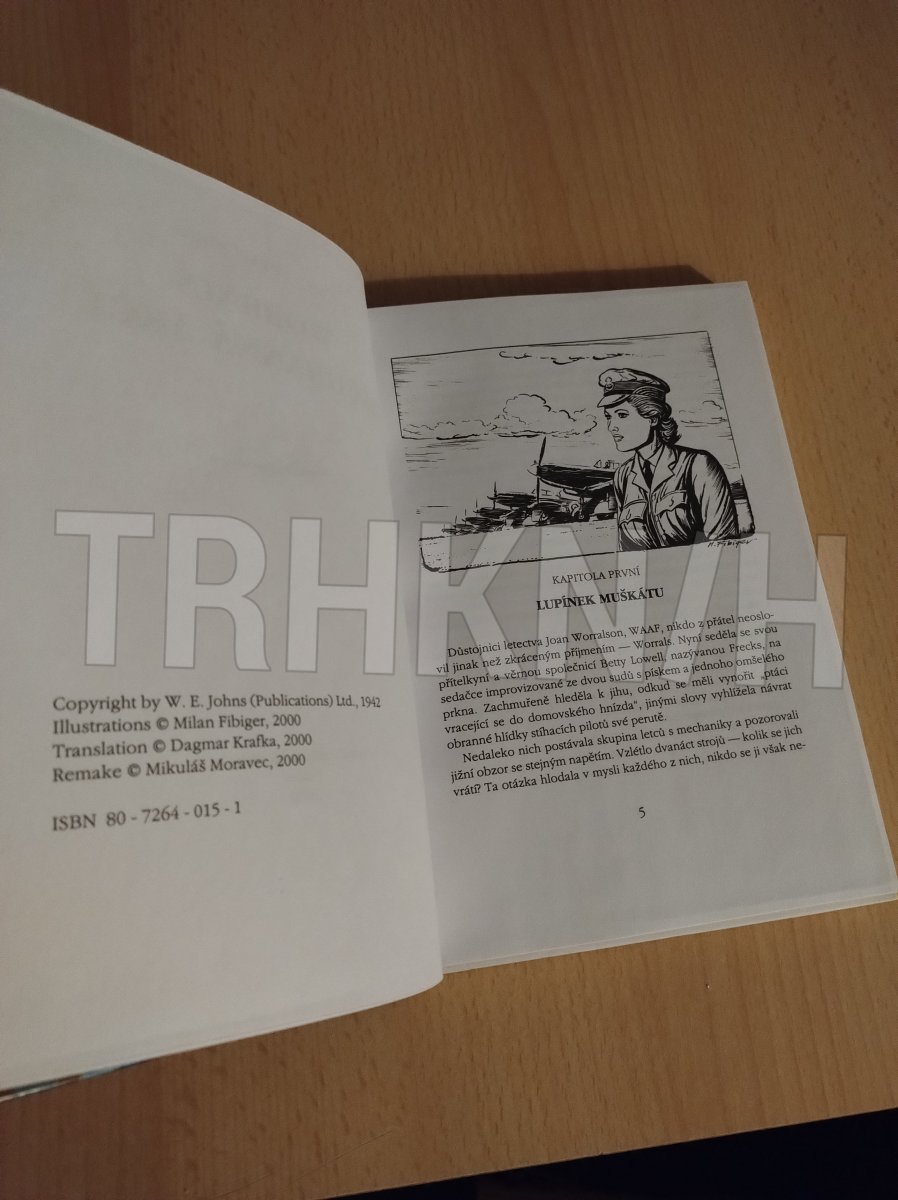 Copyright by W. E. Johns (Publications) Ltd., 1942
Illustrations © Milan Fibiger, 2000
Translation © Dagmar Krafka, 2000
Remake © Mikuláš Moravec, 2000
ISBN 80 - 7264 - 015 - 1
M. Fibiger
KAPITOLA PRVNÍ
LUPÍNEK MUŠKÁTU
Důstojnici letectva Joan Worralson, WAAF, nikdo z přátel neoslo-
vil jinak než zkráceným příjmením — Worrals. Nyní seděla se svou
přítelkyní a věrnou společnicí Betty Lowell, nazývanou Frecks, na
sedačce improvizované ze dvou sudů s pískem a jednoho omšelého
prkna. Zachmuřeně hleděla k jihu, odkud se měli vynořit „ptáci
vracející se do domovského hnízda“, jinými slovy vyhlížela návrat
obranné hlídky stíhacích pilotů své perutě.
Nedaleko nich postávala skupina letců s mechaniky a pozorovali
jižní obzor se stejným napětím. Vzlétlo dvanáct strojů — kolik se jich
vrátí? Ta otázka hlodala v mysli každého z nich, nikdo se ji však ne-
5
TRHKNIH